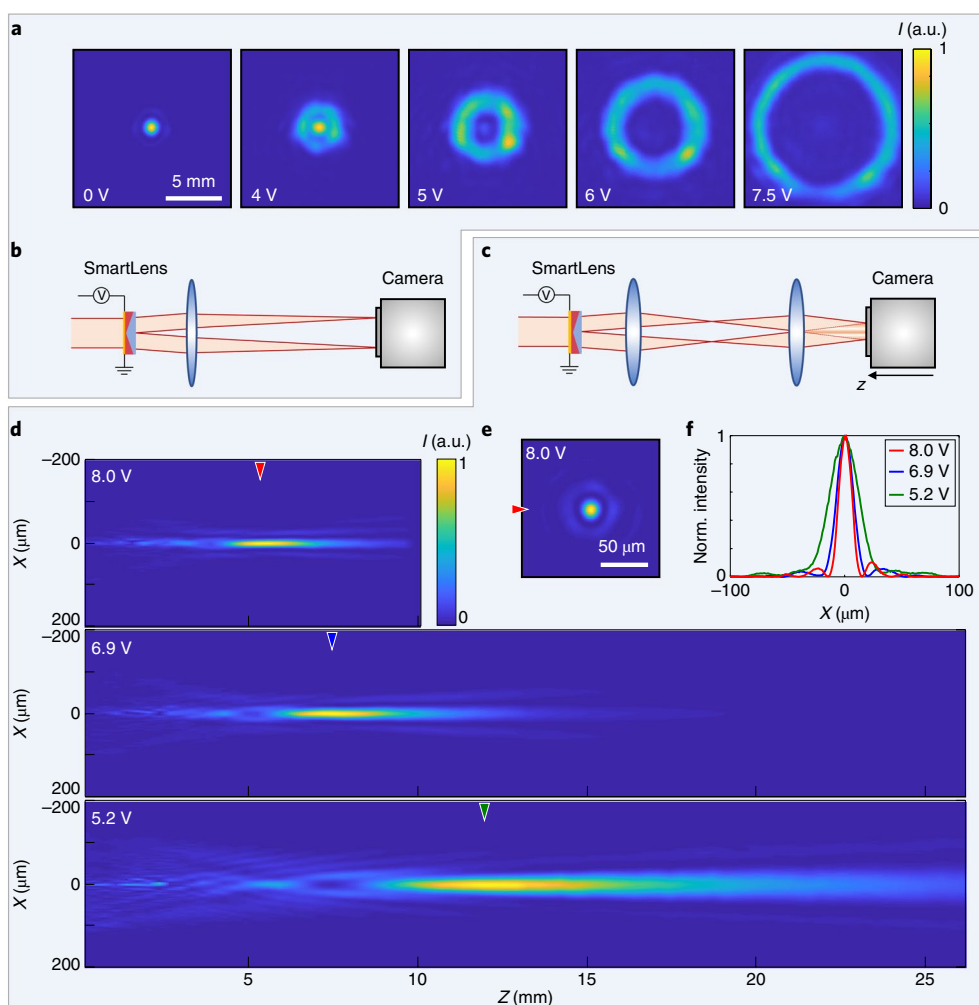 a
I (a.u.)
1
0
0 V
5 mm
4 V
5 V
6 V
7.5 V
b
SmartLens
V
Camera
c
SmartLens
V
Camera
z
d
I (a.u.)
1
0
–200
0
200
X (μm)
8.0 V
e
8.0 V
50 μm
f
Norm. intensity
1
0
8.0 V
6.9 V
5.2 V
–100
0
100
X (μm)
–200
0
200
X (μm)
6.9 V
–200
0
200
X (μm)
5.2 V
5
10
15
20
25
Z (mm)